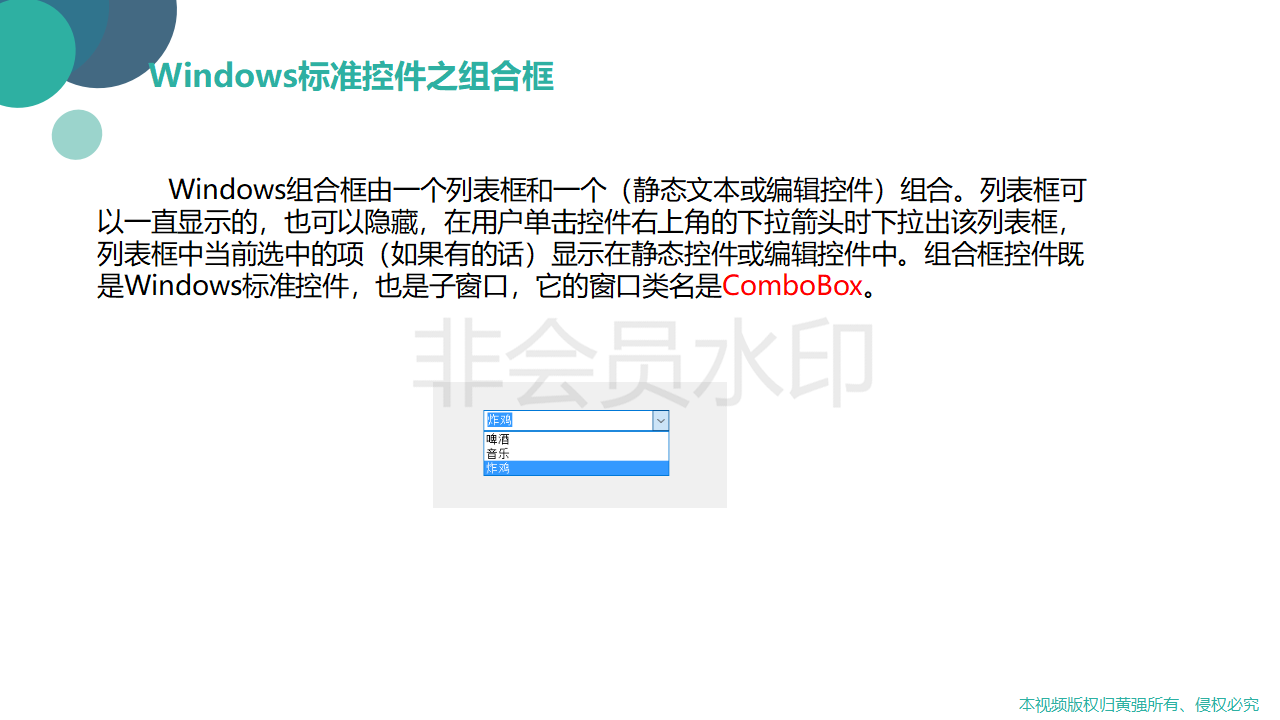 Windows标准控件之组合框
Windows组合框由一个列表框和一个（静态文本或编辑控件）组合。列表框可
以一直显示的，也可以隐藏，在用户单击控件右上角的下拉箭头时下拉出该列表框，
列表框中当前选中的项（如果有的话）显示在静态控件或编辑控件中。组合框控件既
是Windows标准控件，也是子窗口，它的窗口类名是ComboBox。
非会员水印
炸鸡
啤酒
音乐
炸鸡
本视频版权归黄强所有、侵权必究